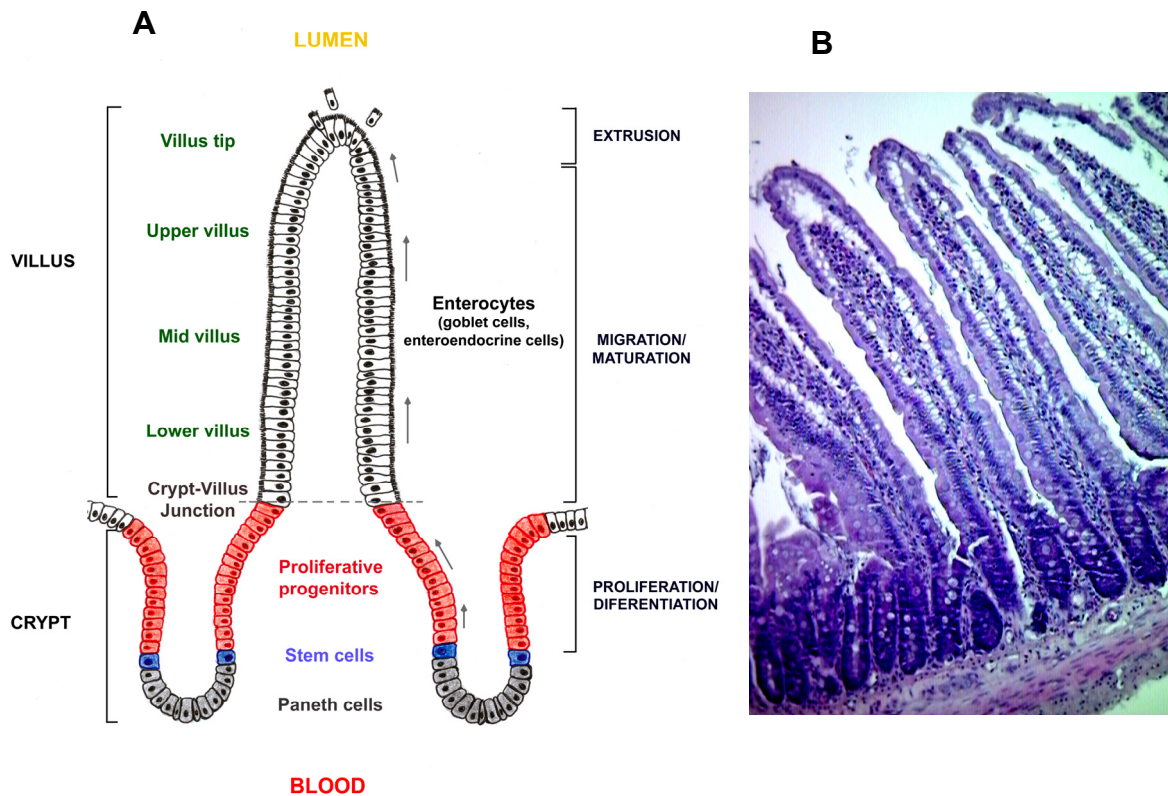 A
B
LUMEN
Villus tip
EXTRUSION
Upper villus
VILLUS
Enterocytes
(goblet cells,
enteroendocrine cells)
Mid villus
MIGRATION/
MATURATION
Lower villus
Crypt-Villus
Junction
Proliferative
progenitors
PROLIFERATION/
DIFERENTIATION
CRYPT
Stem cells
Paneth cells
BLOOD